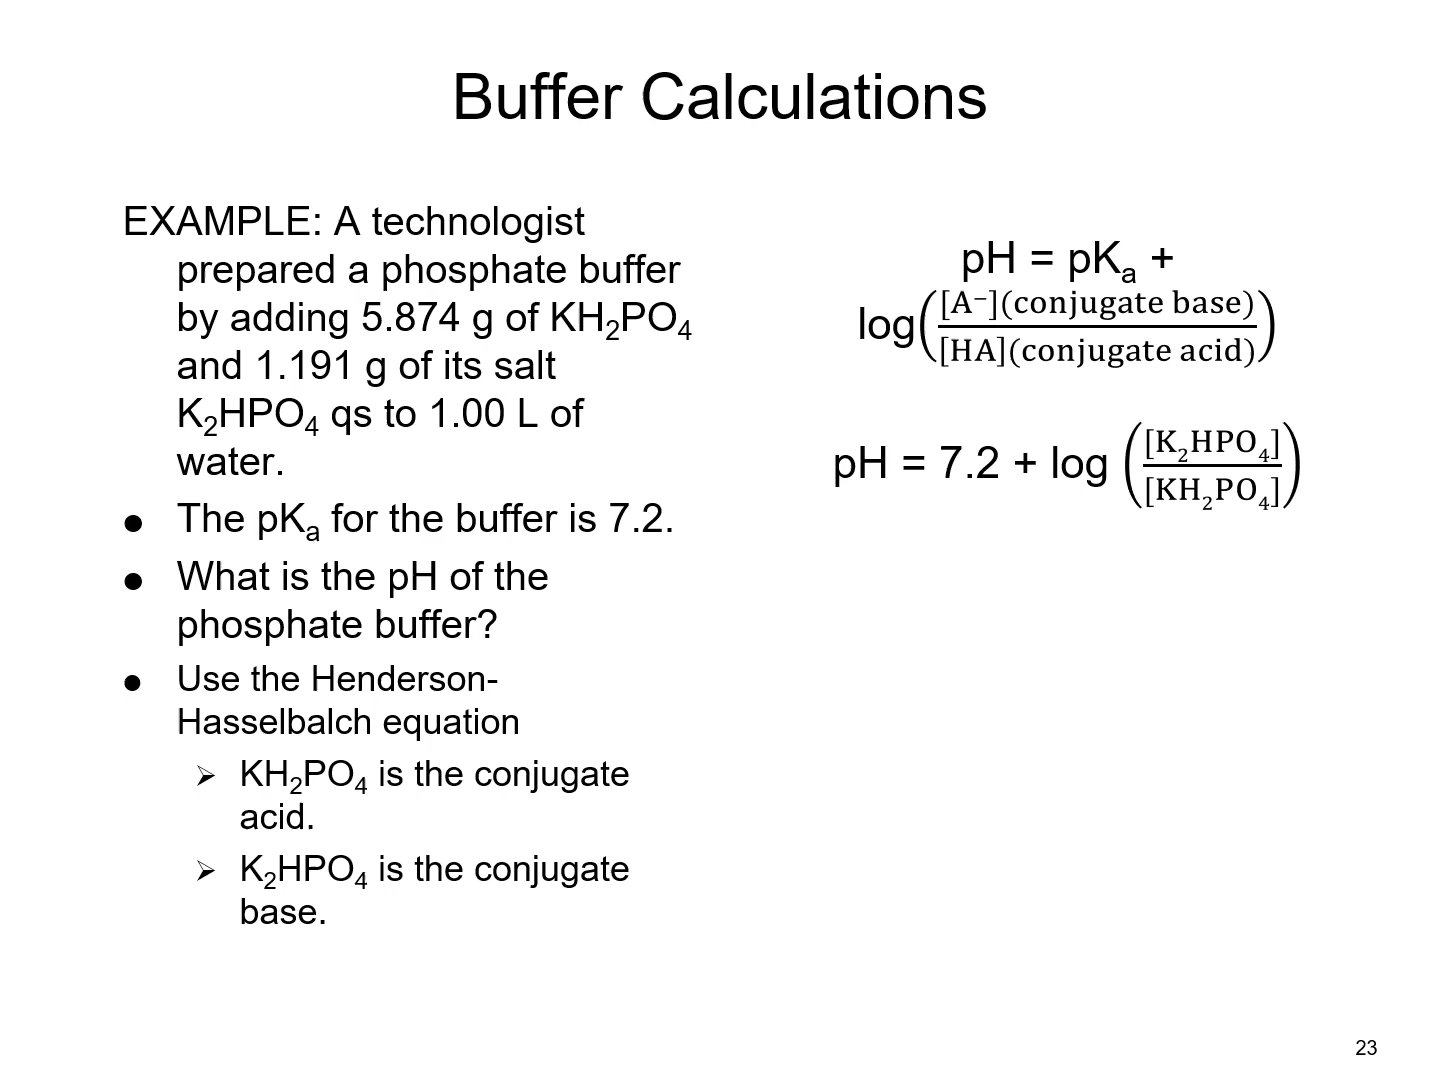 Buffer Calculations
EXAMPLE: A technologist
prepared a phosphate buffer
by adding 5.874 g of KH₂PO₄
and 1.191 g of its salt
K₂HPO₄ qs to 1.00 L of
water.
● The pKₐ for the buffer is 7.2.
● What is the pH of the
phosphate buffer?
● Use the Henderson-
Hasselbalch equation
➢ KH₂PO₄ is the conjugate
acid.
➢ K₂HPO₄ is the conjugate
base.
pH = pKₐ +
log([A⁻](conjugate base)/[HA](conjugate acid))
pH = 7.2 + log ([K₂HPO₄]/[KH₂PO₄])
23